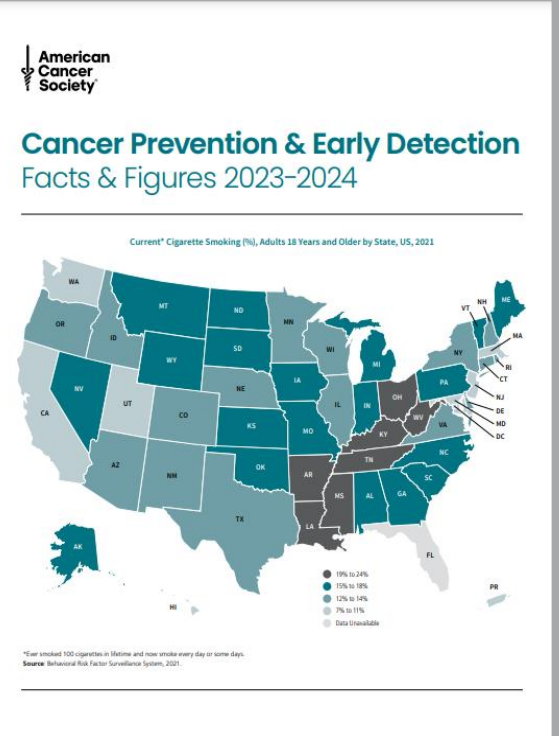 American
Cancer
Society®
Cancer Prevention & Early Detection
Facts & Figures 2023-2024
Current* Cigarette Smoking (%), Adults 18 Years and Older by State, US, 2021
WA
MT
ND
MN
VT
NH
ME
OR
ID
WY
SD
WI
MI
NY
MA
RI
CT
NV
UT
CO
NE
IA
IL
IN
OH
PA
NJ
DE
MD
DC
CA
KS
MO
KY
WV
VA
AZ
NM
OK
AR
TN
NC
SC
TX
LA
MS
AL
GA
AK
FL
HI
PR
19% to 24%
15% to 18%
12% to 14%
7% to 11%
Data Unavailable
*Ever smoked 100 cigarettes in lifetime and now smoke every day or some days.
Source: Behavioral Risk Factor Surveillance System, 2021.